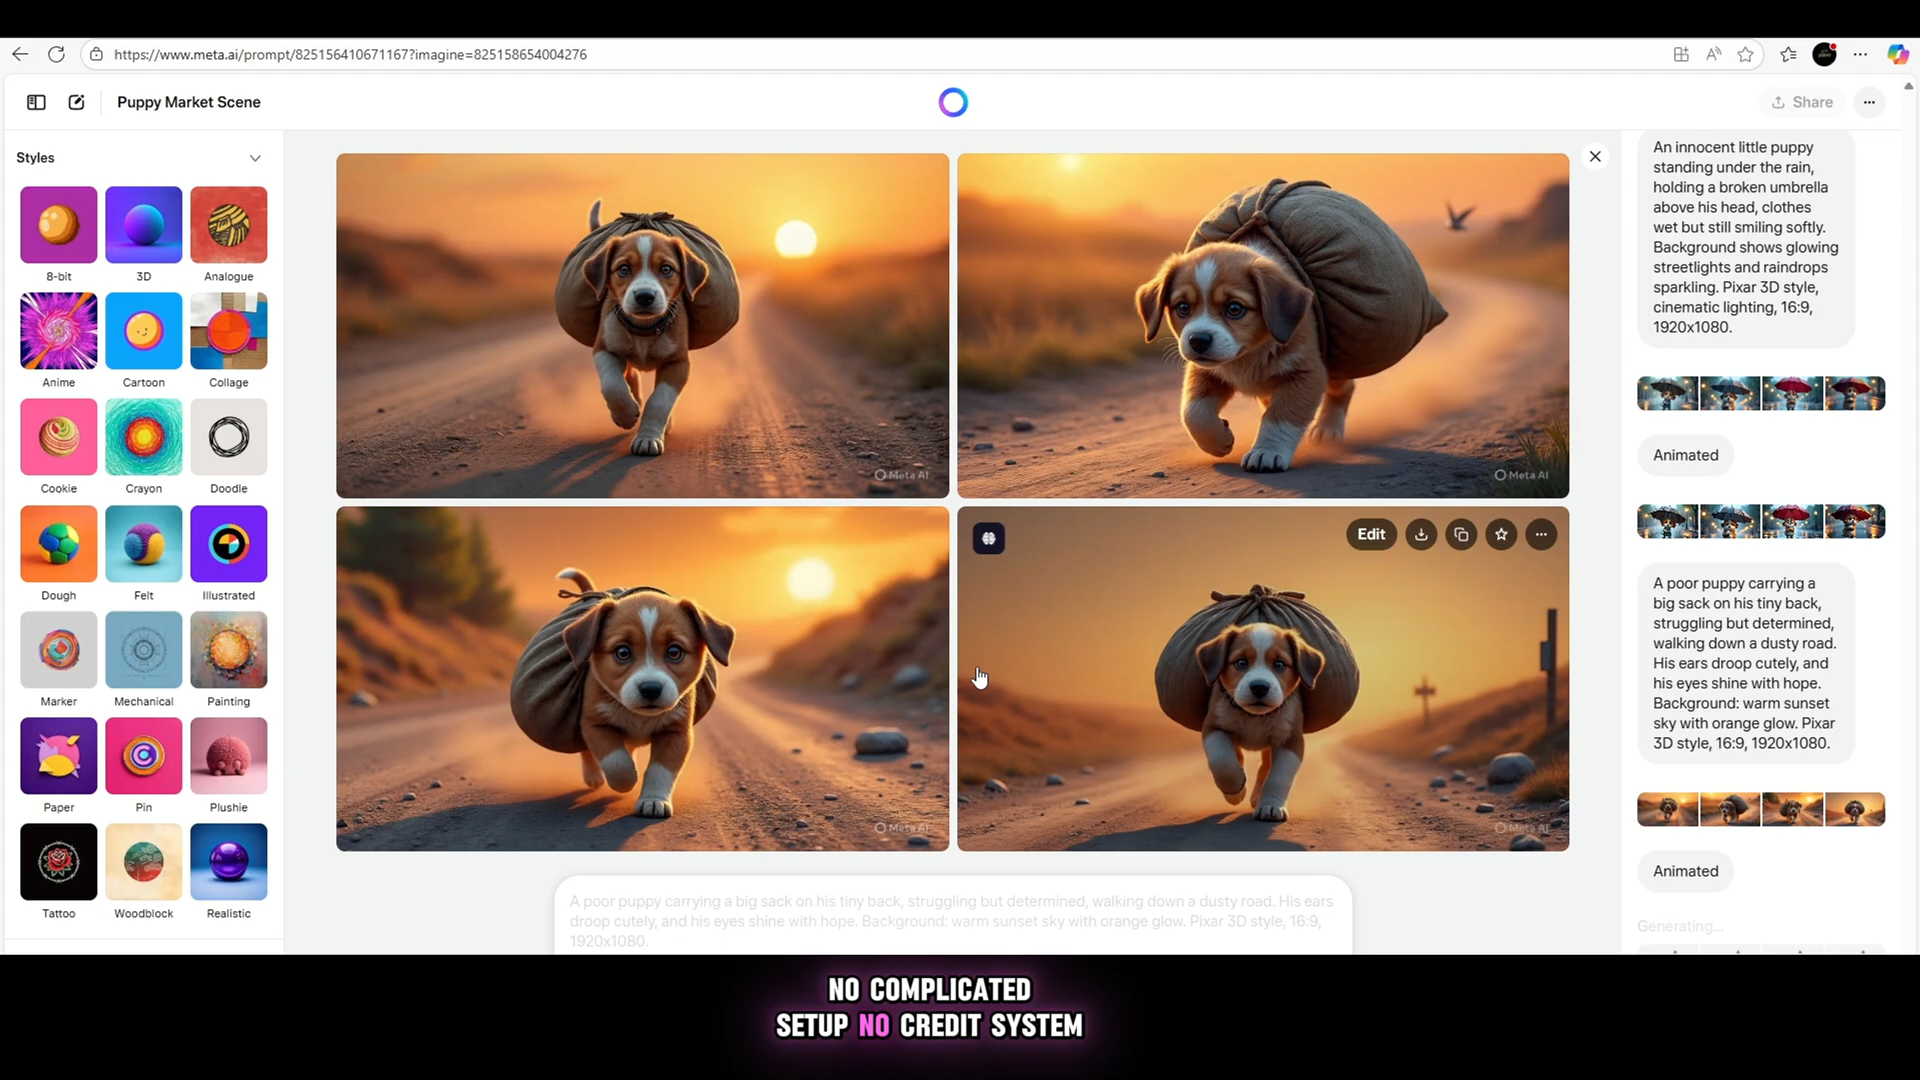 https://www.meta.ai/prompt/825156410671167?imagine=825158654004276
Puppy Market Scene
Share
Styles
8-bit
3D
Analogue
Anime
Cartoon
Collage
Cookie
Crayon
Doodle
Dough
Felt
Illustrated
Marker
Mechanical
Painting
Paper
Pin
Plushie
Tattoo
Woodblock
Realistic
Meta AI
Meta AI
Edit
Meta AI
Meta AI
A poor puppy carrying a big sack on his tiny back, struggling but determined, walking down a dusty road. His ears
droop cutely, and his eyes shine with hope. Background: warm sunset sky with orange glow. Pixar 3D style, 16:9,
1920x1080.
An innocent little puppy
standing under the rain,
holding a broken umbrella
above his head, clothes
wet but still smiling softly.
Background shows glowing
streetlights and raindrops
sparkling. Pixar 3D style,
cinematic lighting, 16:9,
1920x1080.
Animated
A poor puppy carrying a
big sack on his tiny back,
struggling but determined,
walking down a dusty road.
His ears droop cutely, and
his eyes shine with hope.
Background: warm sunset
sky with orange glow. Pixar
3D style, 16:9, 1920x1080.
Animated
Generating...
NO COMPLICATED
SETUP NO CREDIT SYSTEM